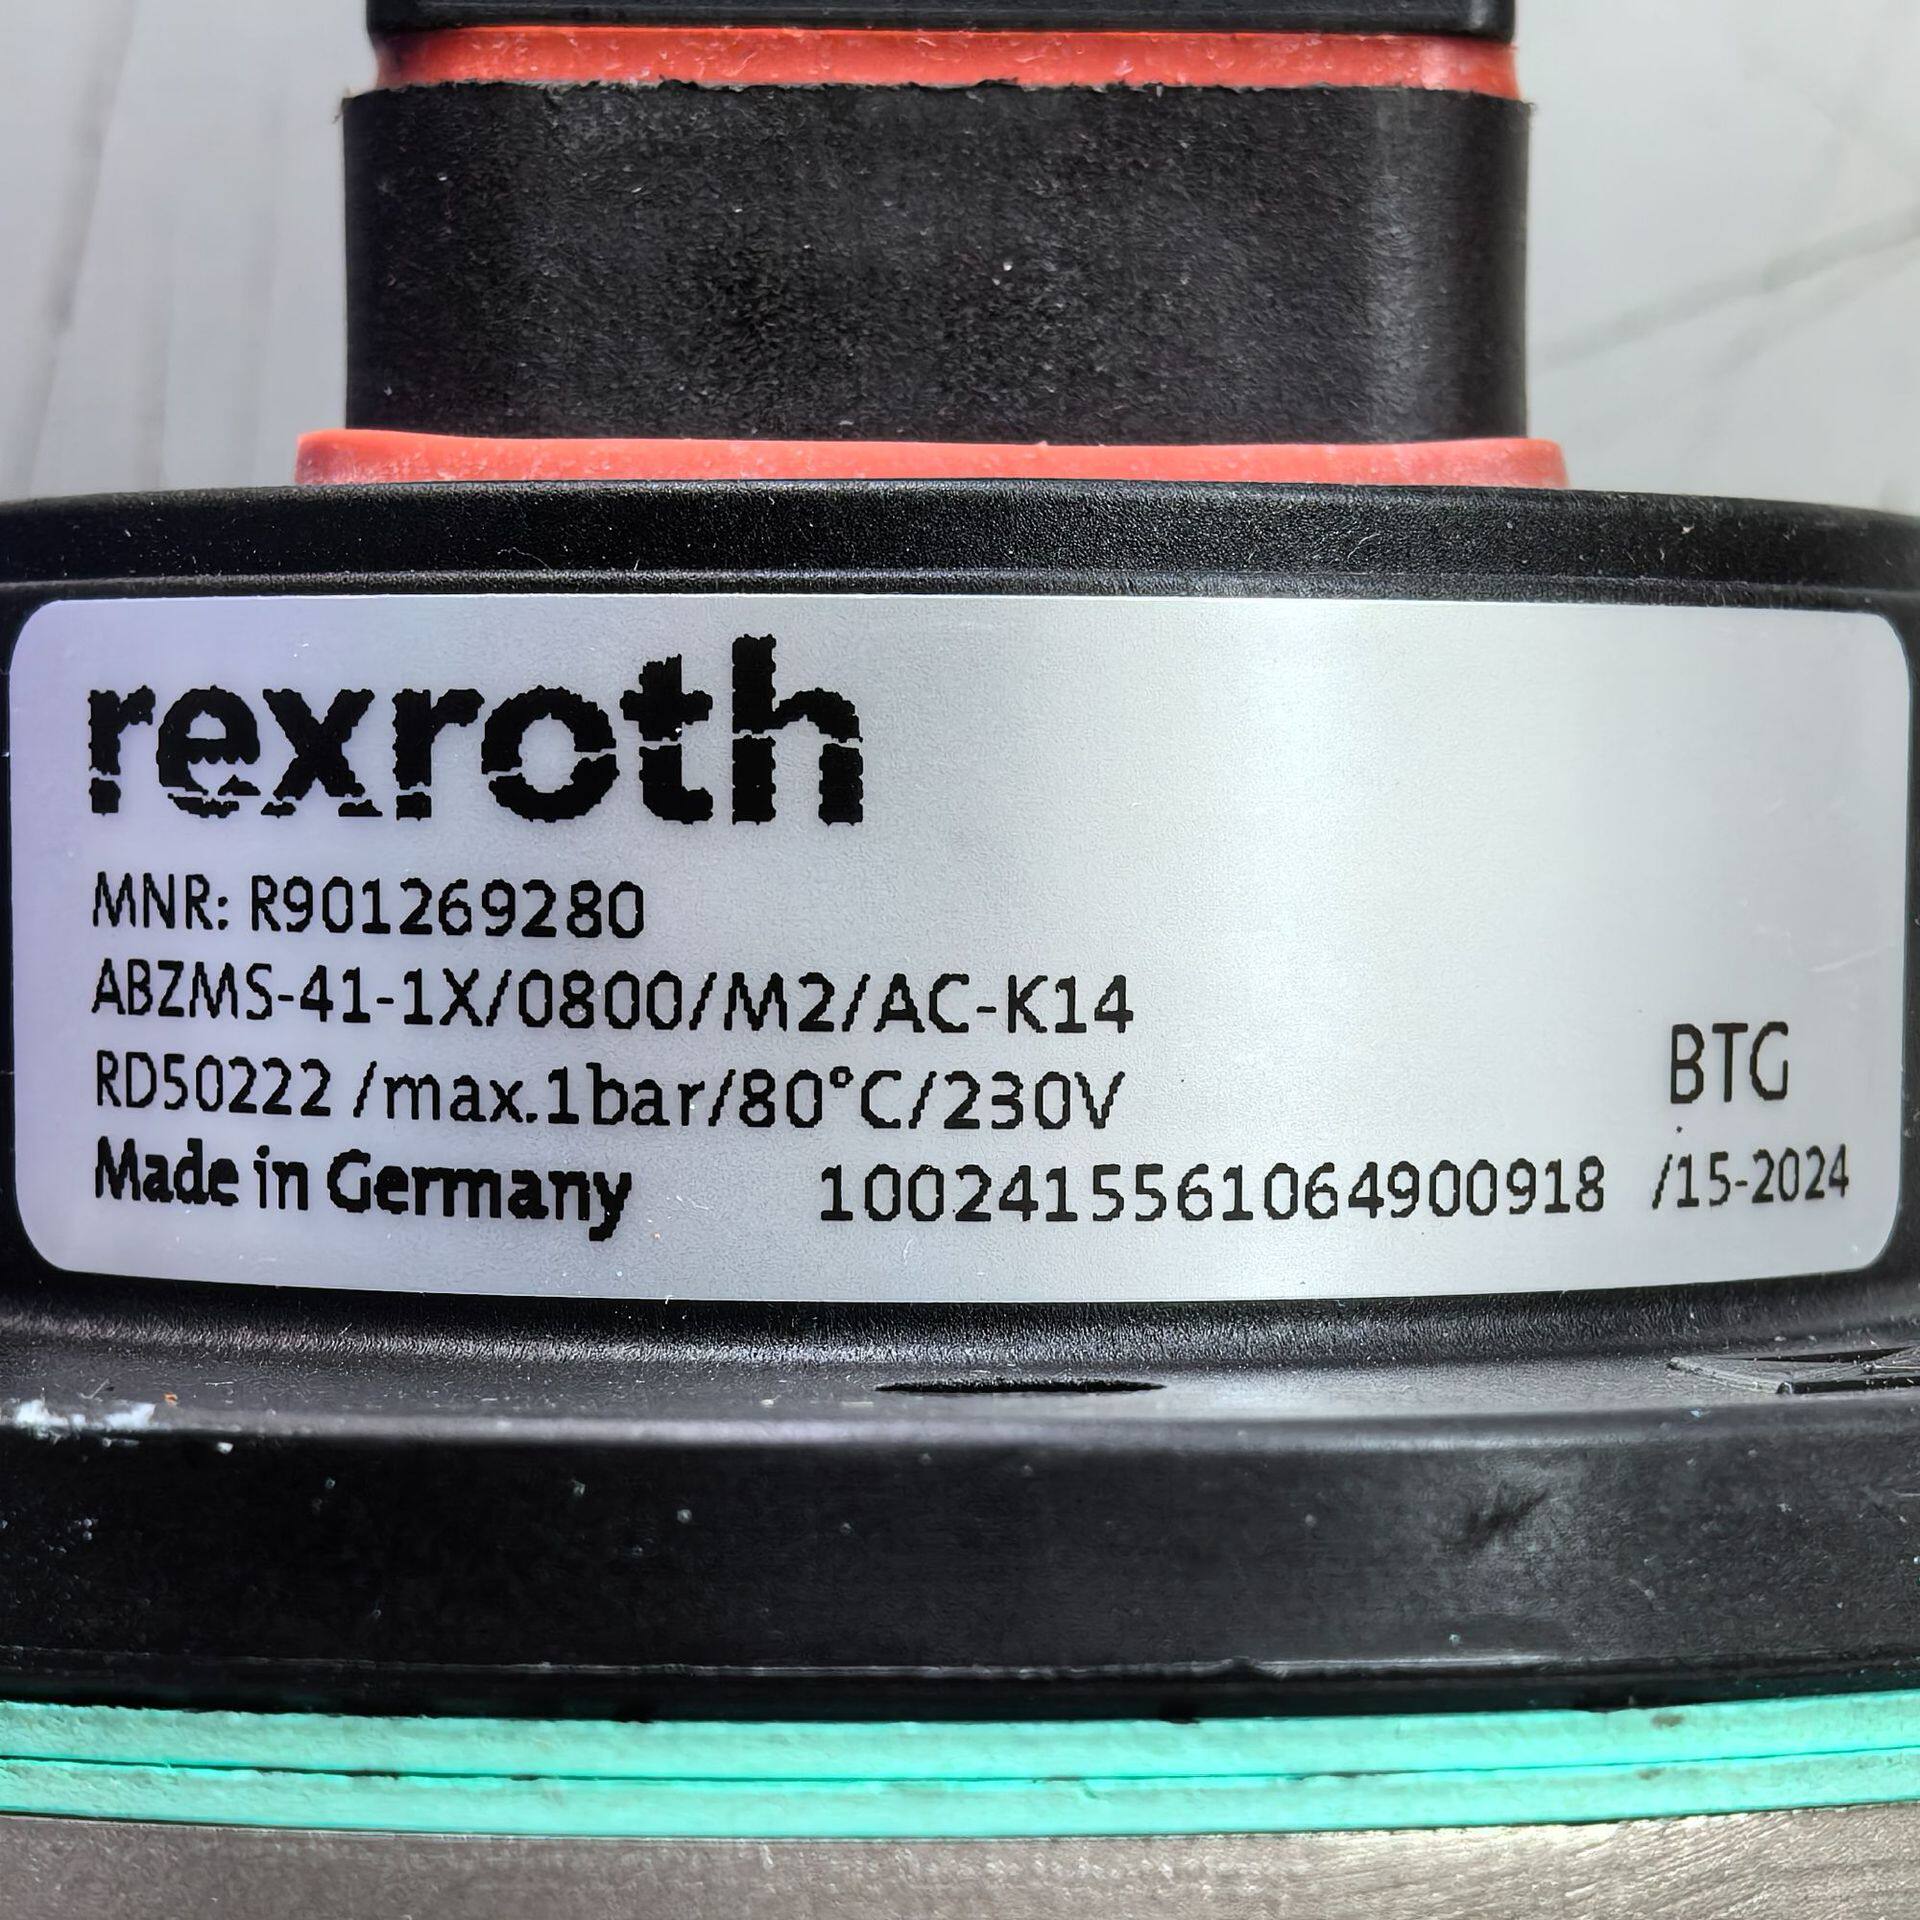 rexroth
MNR: R901269280
ABZMS-41-1X/0800/M2/AC-K14
RD50222 /max.1bar/80°C/230V
BTG
Made in Germany 1002415561064900918 /15-2024